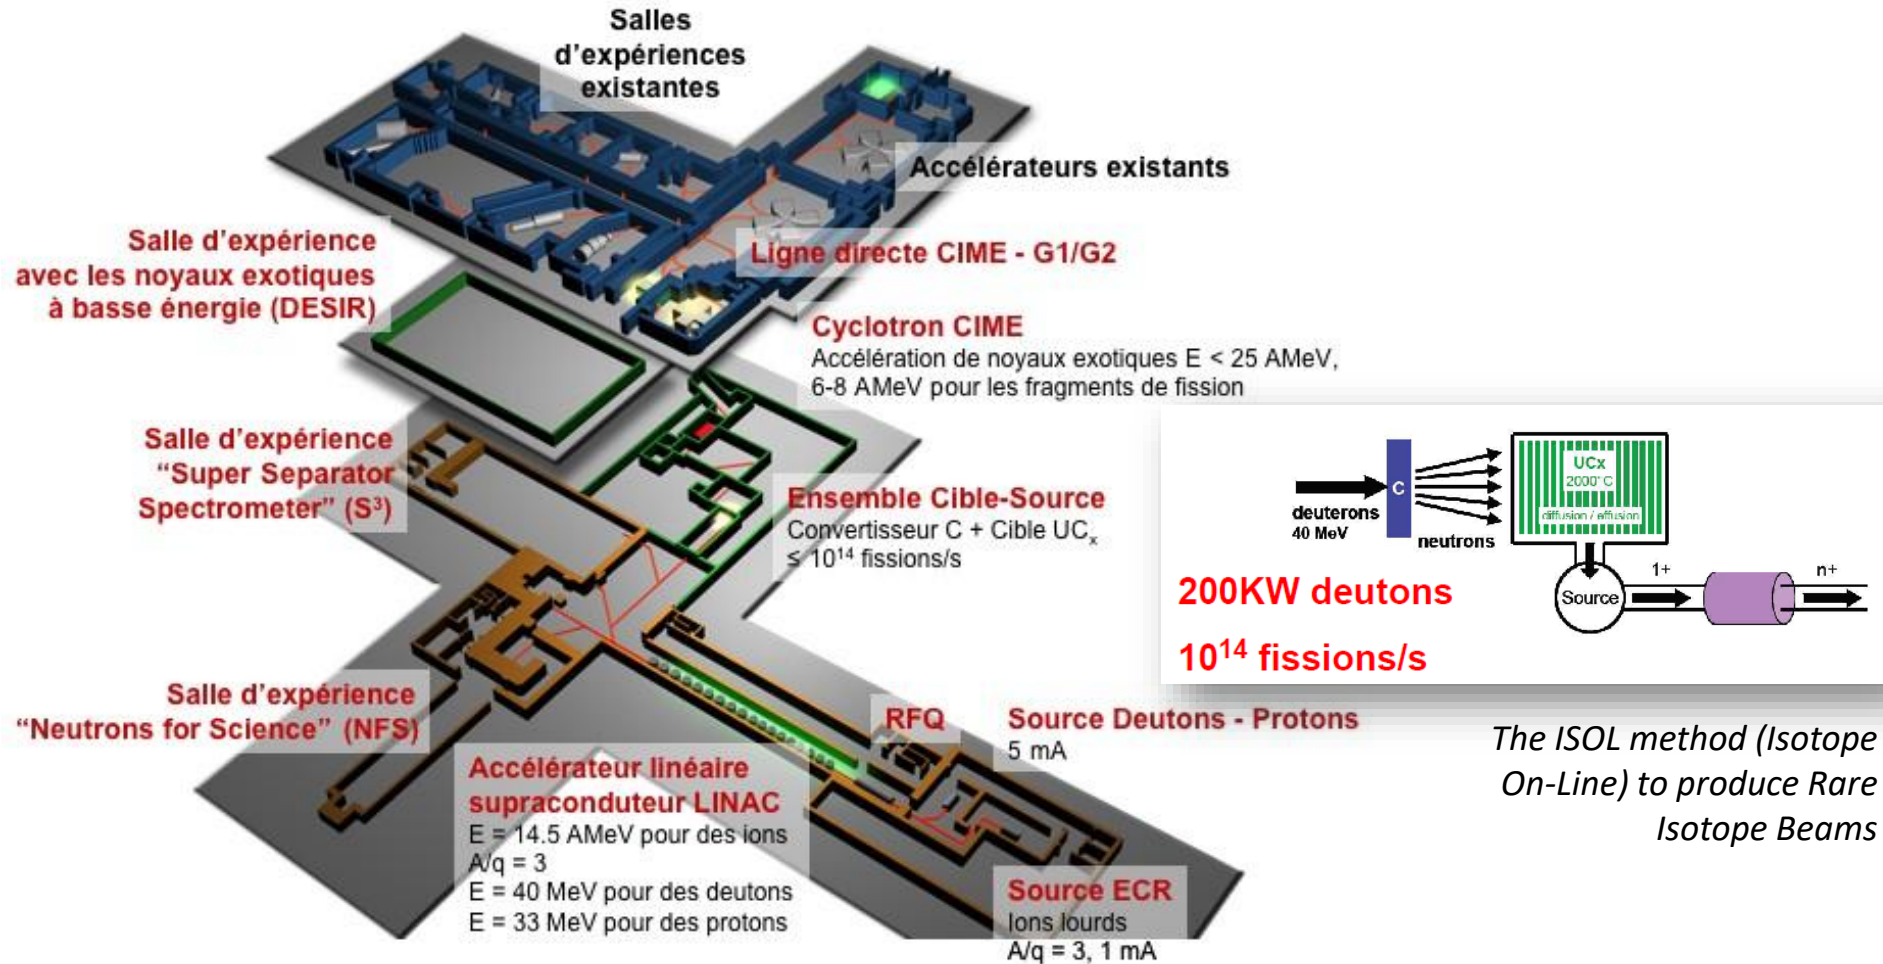 Salles
d'expériences
existantes
Accélérateurs existants
Ligne directe CIME - G1/G2
Salle d'expérience
avec les noyaux exotiques
à basse énergie (DESIR)
Cyclotron CIME
Accélération de noyaux exotiques E < 25 AMeV,
6-8 AMeV pour les fragments de fission
Salle d'expérience
“Super Separator
Spectrometer” (S³)
Ensemble Cible-Source
Convertisseur C + Cible UCₓ
≤ 10¹⁴ fissions/s
C
deuterons
40 MeV
neutrons
UCx
2000°C
diffusion / effusion
Source
1+
n+
200KW deutons
10¹⁴ fissions/s
The ISOL method (Isotope
On-Line) to produce Rare
Isotope Beams
Salle d'expérience
“Neutrons for Science” (NFS)
RFQ
Source Deutons - Protons
5 mA
Accélérateur linéaire
supraconduteur LINAC
E = 14.5 AMeV pour des ions
A/q = 3
E = 40 MeV pour des deutons
E = 33 MeV pour des protons
Source ECR
Ions lourds
A/q = 3, 1 mA